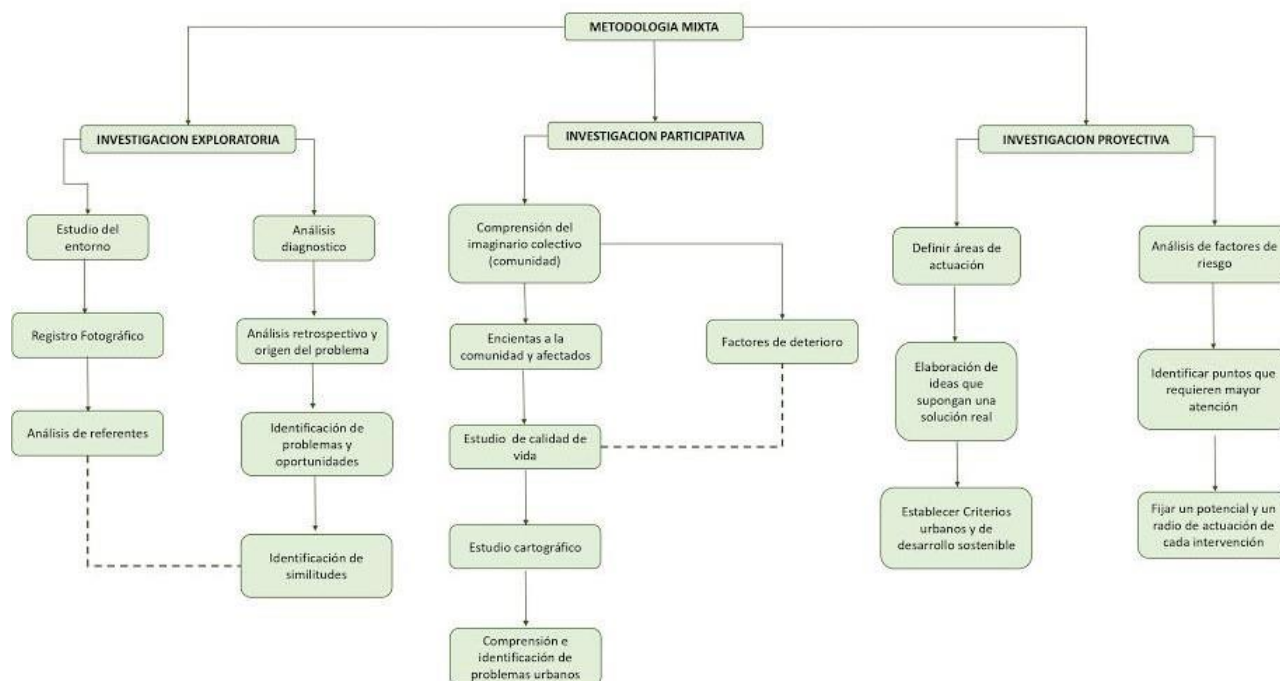 METODOLOGIA MIXTA
INVESTIGACION EXPLORATORIA
Estudio del
entorno
Registro Fotográfico
Análisis de referentes
Análisis
diagnostico
Análisis retrospectivo y
origen del problema
Identificación de
problemas y
oportunidades
Identificación de
similitudes
INVESTIGACION PARTICIPATIVA
Comprensión del
imaginario colectivo
(comunidad)
Encientas a la
comunidad y afectados
Estudio de calidad de
vida
Estudio cartográfico
Comprensión e
identificación de
problemas urbanos
Factores de deterioro
INVESTIGACION PROYECTIVA
Definir áreas de
actuación
Elaboración de
ideas que
supongan una
solución real
Establecer Criterios
urbanos y de
desarrollo sostenible
Análisis de factores de
riesgo
Identificar puntos que
requieren mayor
atención
Fijar un potencial y un
radio de actuación de
cada intervención